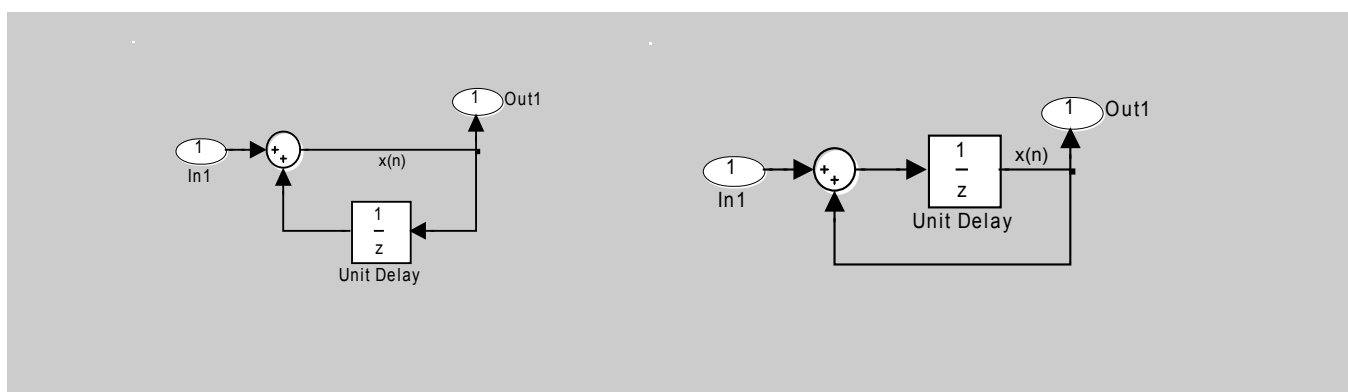 1
Out1
1
In1
+
+
x(n)
1
z
Unit Delay
1
Out1
1
In1
+
+
1
z
x(n)
Unit Delay